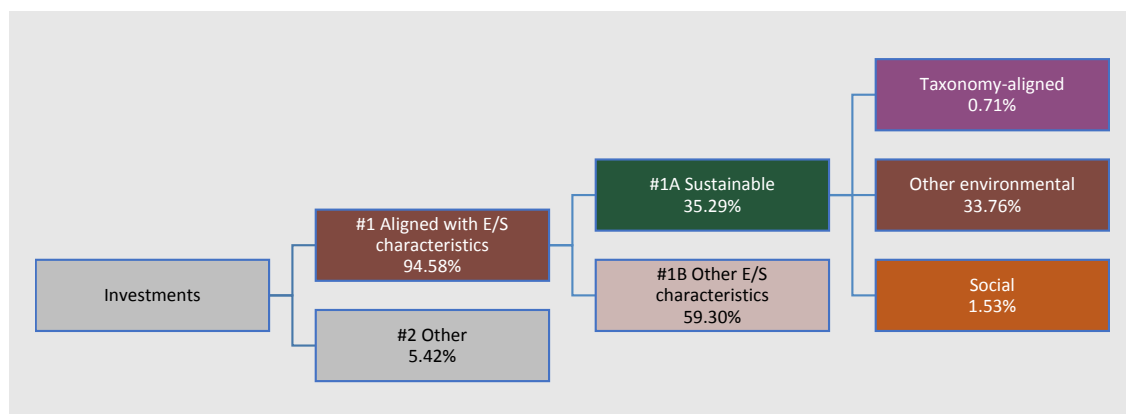 Investments
#1 Aligned with E/S
characteristics
94.58%
#2 Other
5.42%
#1A Sustainable
35.29%
#1B Other E/S
characteristics
59.30%
Taxonomy-aligned
0.71%
Other environmental
33.76%
Social
1.53%